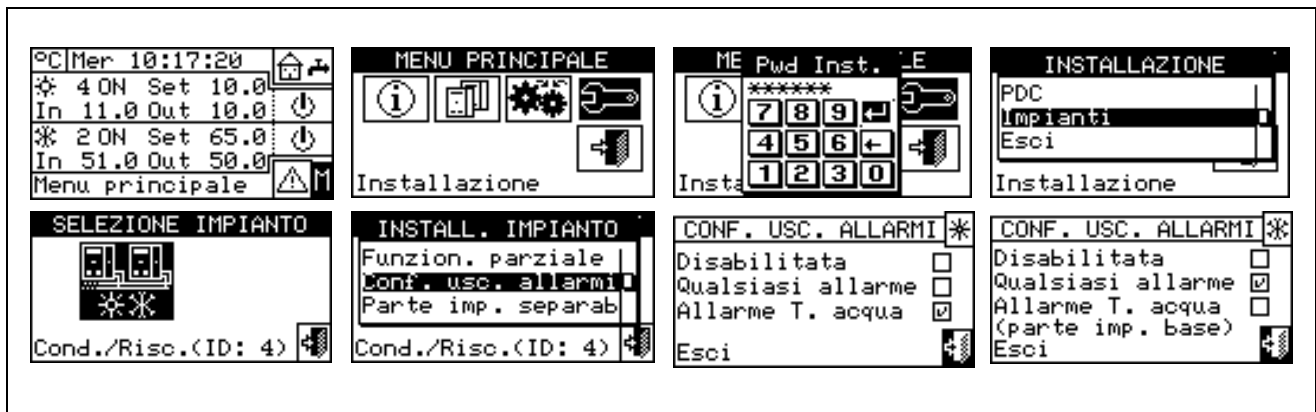 ºC Mer 10:17:20
4 ON Set 10.0
In 11.0 Out 10.0
2 ON Set 65.0
In 51.0 Out 50.0
Menu principale M
MENU PRINCIPALE
i
Installazione
ME Pwd Inst. LE
******
i 7 8 9
4 5 6 ←
Insta 1 2 3 0
INSTALLAZIONE
PDC
Impianti
Esci
Installazione
SELEZIONE IMPIANTO
Cond./Risc.(ID: 4)
INSTALL. IMPIANTO
Funzion. parziale
Conf. usc. allarmi
Parte imp. separab
Cond./Risc.(ID: 4)
CONF. USC. ALLARMI
Disabilitata
Qualsiasi allarme
Allarme T. acqua
Esci
CONF. USC. ALLARMI
Disabilitata
Qualsiasi allarme
Allarme T. acqua
(parte imp. base)
Esci